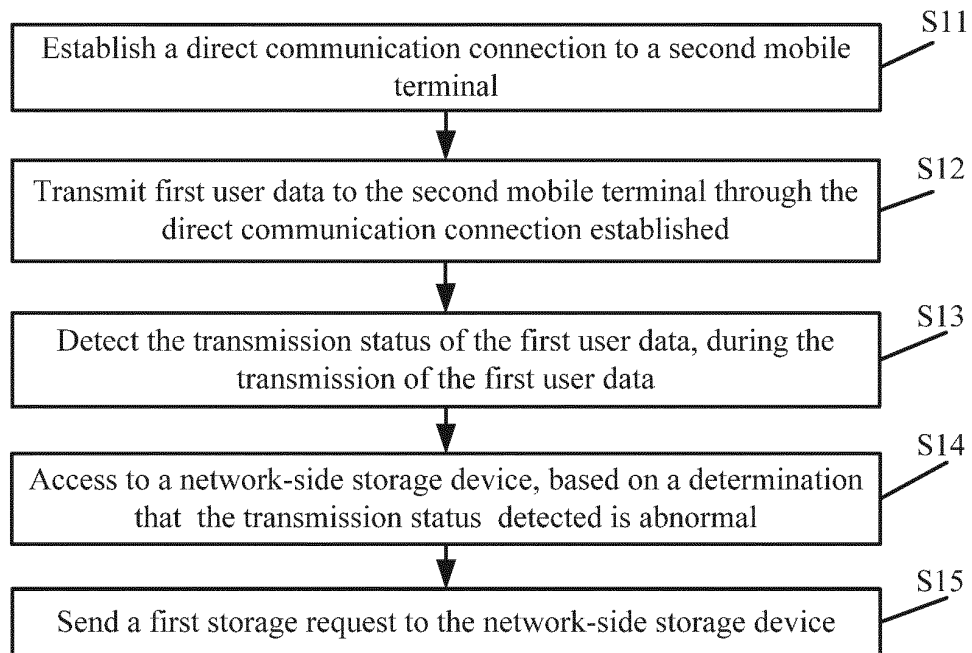 S11
Establish a direct communication connection to a second mobile
terminal
S12
Transmit first user data to the second mobile terminal through the
direct communication connection established
S13
Detect the transmission status of the first user data, during the
transmission of the first user data
S14
Access to a network-side storage device, based on a determination
that the transmission status detected is abnormal
S15
Send a first storage request to the network-side storage device